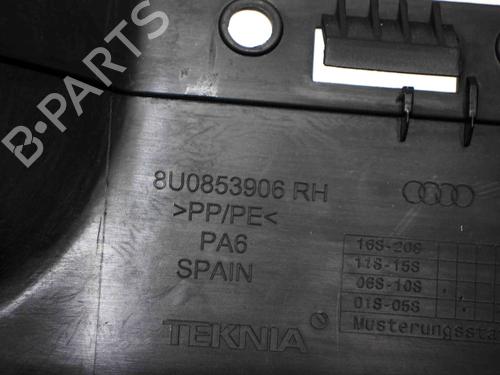 B-PARTS
8U0853906 RH
>PP/PE<
PA6
SPAIN
TEKNIA
16S-20S
11S-15S
06S-10S
01S-05S
Musterungssta